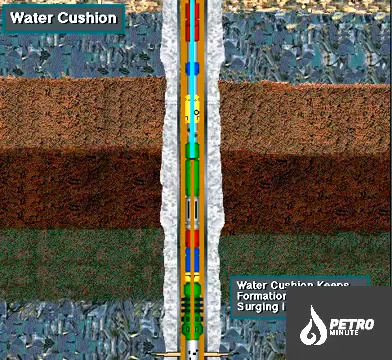 Water Cushion
Water Cushion Keeps
Formation
Surging
PETRO
MINUTE